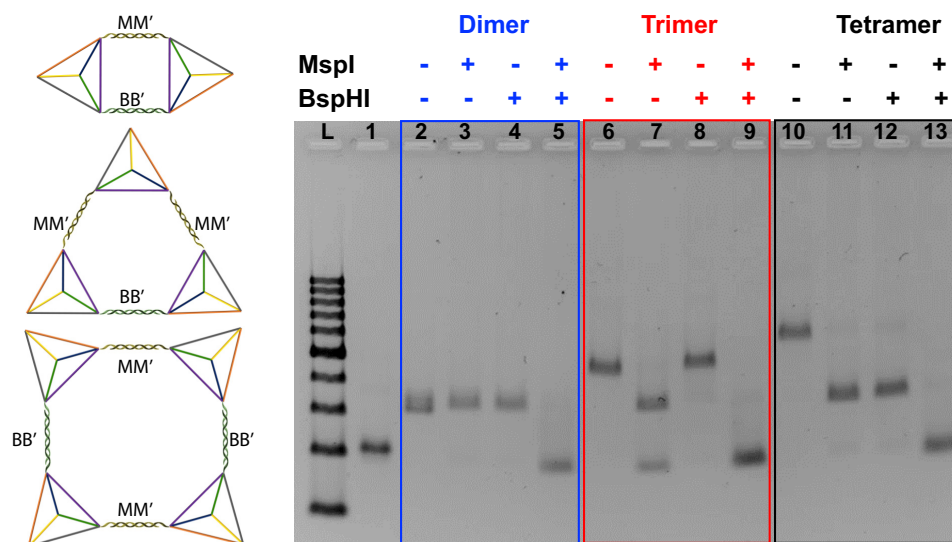 MM'
BB'
MM'
MM'
BB'
MM'
BB'
BB'
MM'
Dimer
Trimer
Tetramer
MspI
- + - + - + - + - + - +
BspHI
- - + + - - + + - - + +
L 1 2 3 4 5 6 7 8 9 10 11 12 13